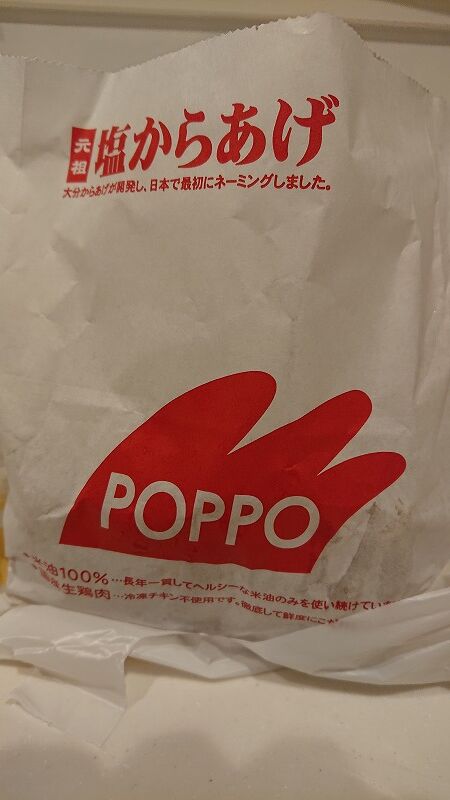 元祖 塩からあげ
大分からあげが開発し、日本で最初にネーミングしました。
POPPO
油100%…長年一貫してヘルシーな米油のみを使い続けてい
生鶏肉…冷凍チキン不使用です。徹底して鮮度にこ